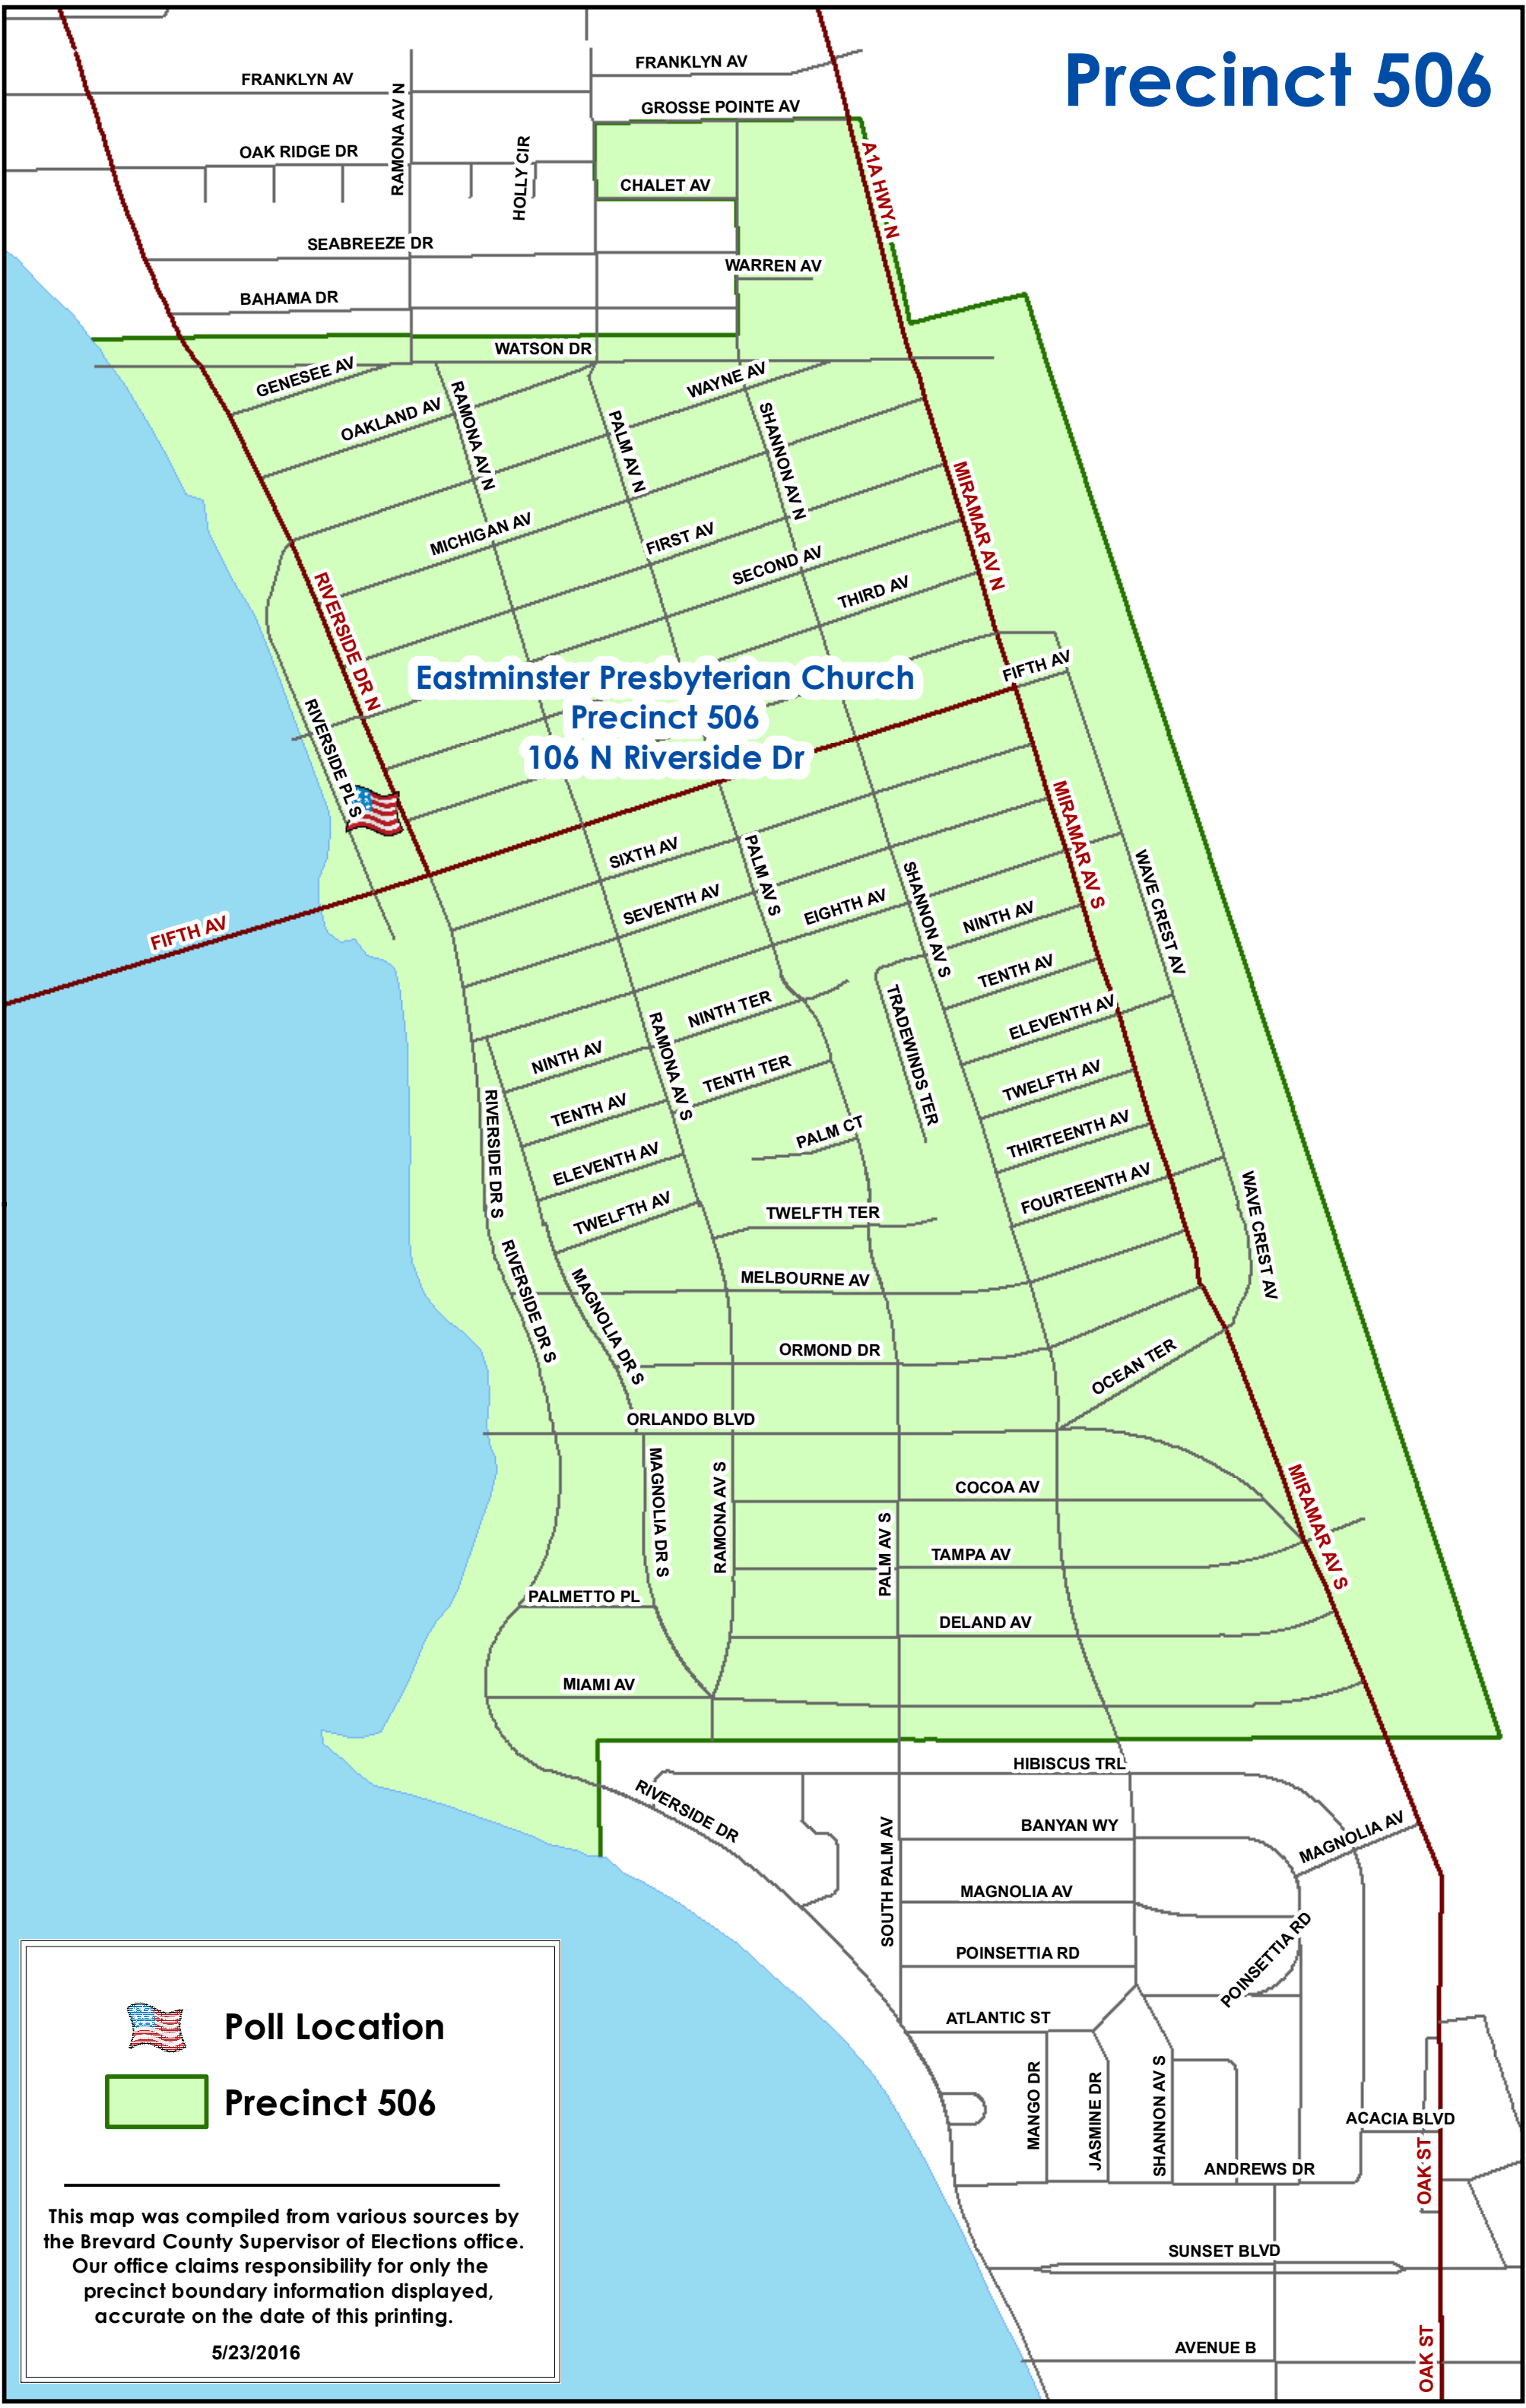 Precinct 506
FRANKLYN AV
FRANKLYN AV
RAMONA AV N
GROSSE POINTE AV
OAK RIDGE DR
HOLLY CIR
A1A HWY N
CHALET AV
SEABREEZE DR
WARREN AV
BAHAMA DR
WATSON DR
GENESEE AV
WAYNE AV
OAKLAND AV
RAMONA AV N
PALM AV N
SHANNON AV N
MIRAMAR AV N
MICHIGAN AV
FIRST AV
SECOND AV
THIRD AV
RIVERSIDE DR N
FIFTH AV
Eastminster Presbyterian Church
Precinct 506
106 N Riverside Dr
RIVERSIDE PL S
MIRAMAR AV S
SIXTH AV
PALM AV S
SEVENTH AV
EIGHTH AV
SHANNON AV S
WAVE CREST AV
NINTH AV
FIFTH AV
TENTH AV
TRADEWINDS TER
NINTH TER
ELEVENTH AV
RAMONA AV S
NINTH AV
TENTH TER
TWELFTH AV
RIVERSIDE DR S
TENTH AV
PALM CT
THIRTEENTH AV
ELEVENTH AV
FOURTEENTH AV
TWELFTH AV
TWELFTH TER
WAVE CREST AV
RIVERSIDE DR S
MAGNOLIA DR S
MELBOURNE AV
ORMOND DR
OCEAN TER
ORLANDO BLVD
MAGNOLIA DR S
RAMONA AV S
COCOA AV
MIRAMAR AV S
PALM AV S
TAMPA AV
PALMETTO PL
DELAND AV
MIAMI AV
HIBISCUS TRL
RIVERSIDE DR
SOUTH PALM AV
BANYAN WY
MAGNOLIA AV
MAGNOLIA AV
POINSETTIA RD
POINSETTIA RD
ATLANTIC ST
MANGO DR
JASMINE DR
SHANNON AV S
ACACIA BLVD
OAK ST
ANDREWS DR
SUNSET BLVD
AVENUE B
OAK ST
Poll Location
Precinct 506
This map was compiled from various sources by
the Brevard County Supervisor of Elections office.
Our office claims responsibility for only the
precinct boundary information displayed,
accurate on the date of this printing.
5/23/2016